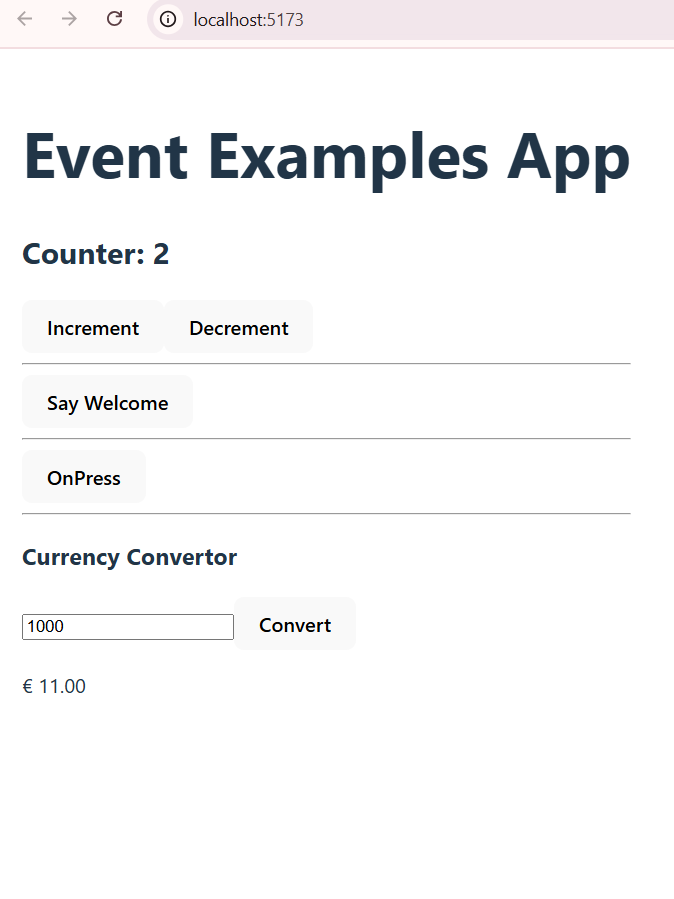 localhost:5173
Event Examples App
Counter: 2
Increment Decrement
Say Welcome
OnPress
Currency Convertor
1000 Convert
€ 11.00